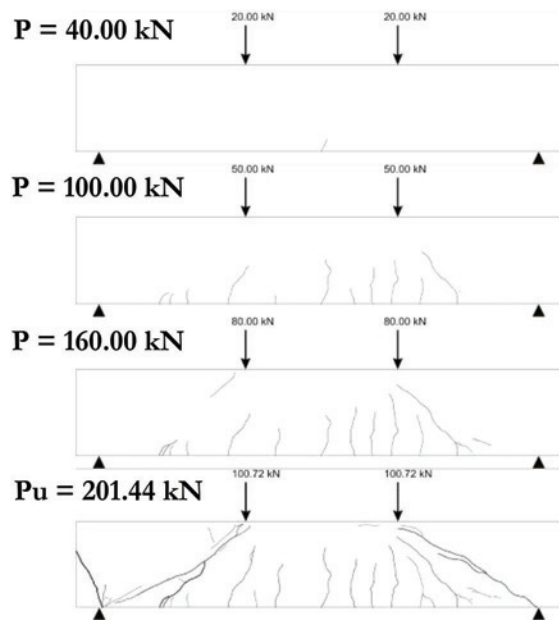 20.00 kN 20.00 kN
P = 40.00 kN
50.00 kN 50.00 kN
P = 100.00 kN
80.00 kN 80.00 kN
P = 160.00 kN
100.72 kN 100.72 kN
Pu = 201.44 kN